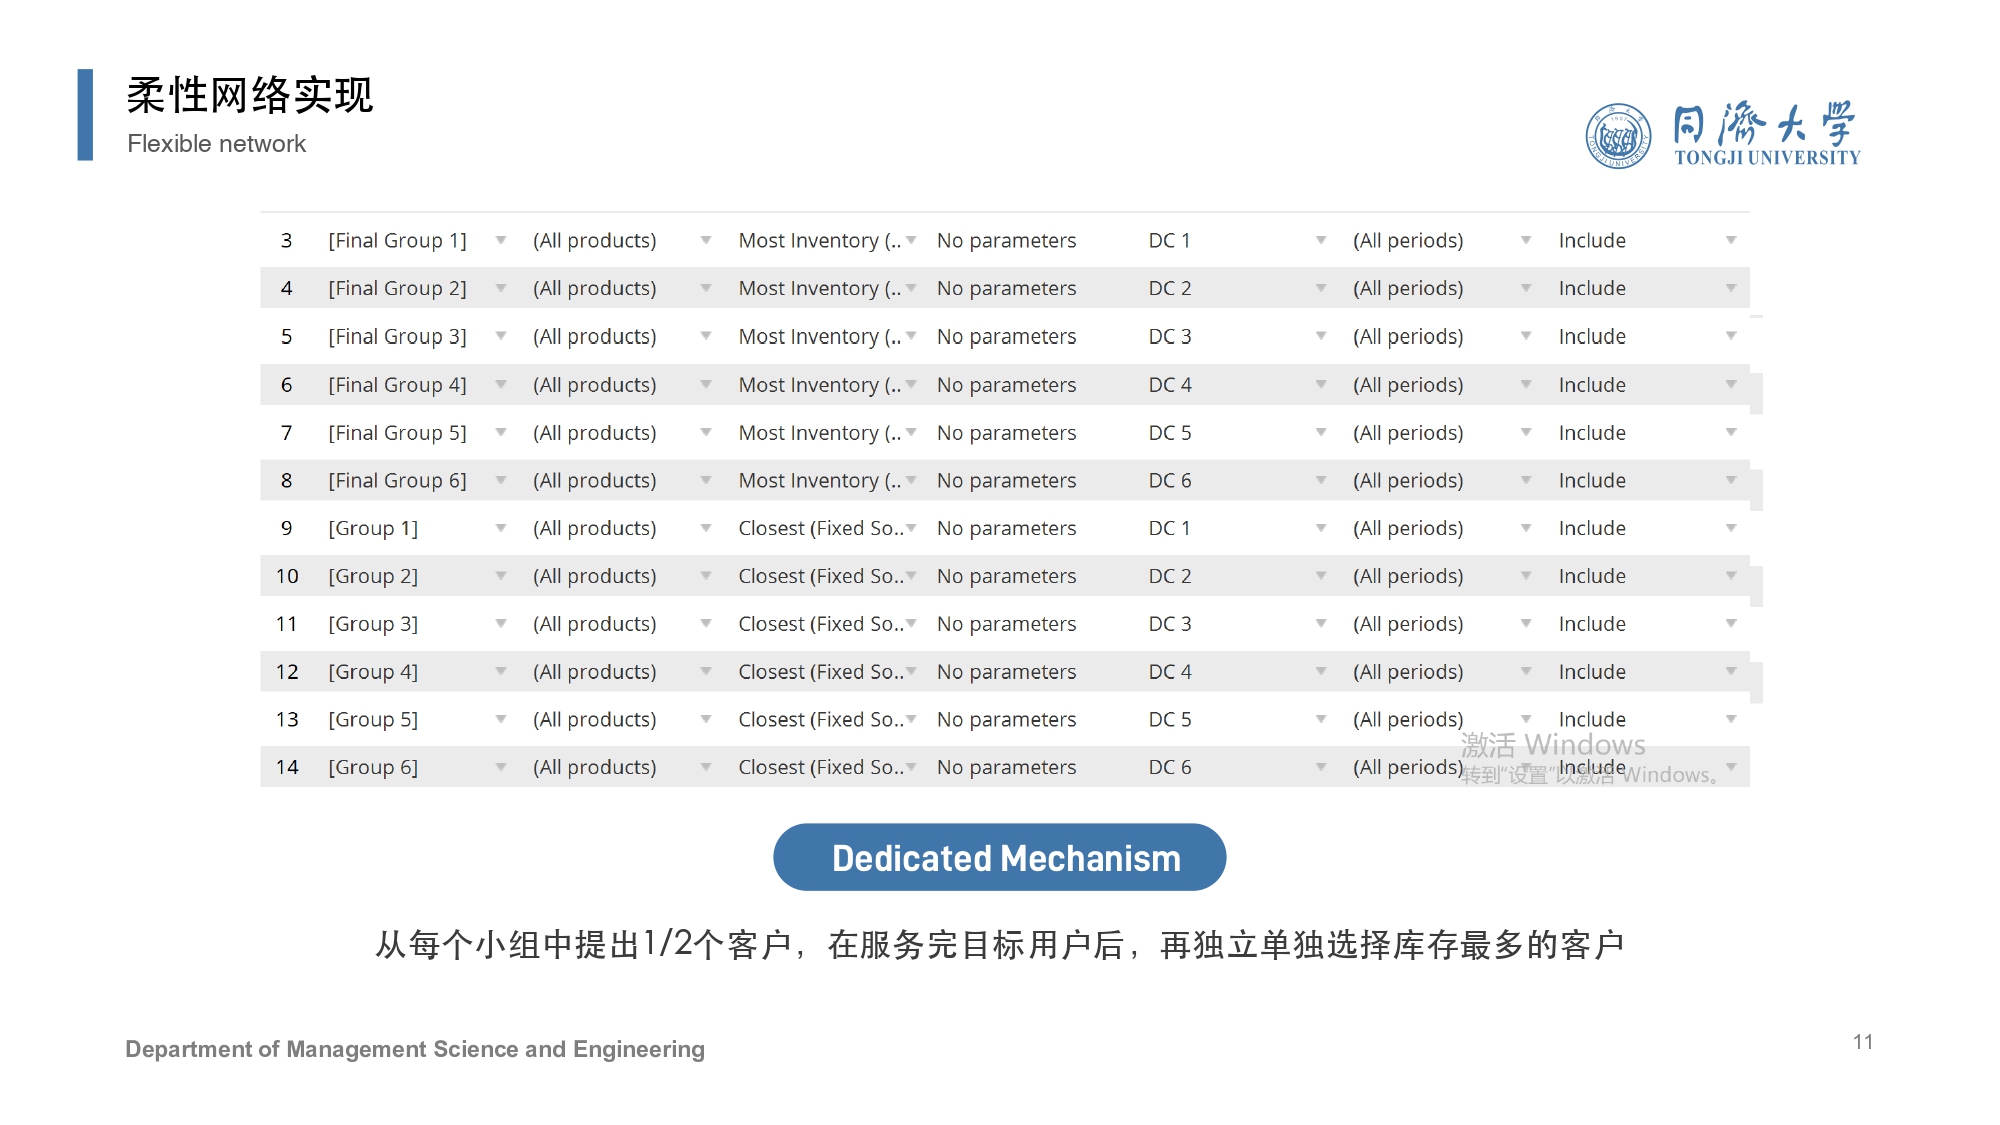 柔性网络实现
Flexible network
同濟大学
TONGJI UNIVERSITY
3 [Final Group 1] (All products) Most Inventory (.. No parameters DC 1 (All periods) Include
4 [Final Group 2] (All products) Most Inventory (.. No parameters DC 2 (All periods) Include
5 [Final Group 3] (All products) Most Inventory (.. No parameters DC 3 (All periods) Include
6 [Final Group 4] (All products) Most Inventory (.. No parameters DC 4 (All periods) Include
7 [Final Group 5] (All products) Most Inventory (.. No parameters DC 5 (All periods) Include
8 [Final Group 6] (All products) Most Inventory (.. No parameters DC 6 (All periods) Include
9 [Group 1] (All products) Closest (Fixed So.. No parameters DC 1 (All periods) Include
10 [Group 2] (All products) Closest (Fixed So.. No parameters DC 2 (All periods) Include
11 [Group 3] (All products) Closest (Fixed So.. No parameters DC 3 (All periods) Include
12 [Group 4] (All products) Closest (Fixed So.. No parameters DC 4 (All periods) Include
13 [Group 5] (All products) Closest (Fixed So.. No parameters DC 5 (All periods) Include
14 [Group 6] (All products) Closest (Fixed So.. No parameters DC 6 (All periods) Include
激活 Windows
转到“设置”以激活 Windows。
Dedicated Mechanism
从每个小组中提出1/2个客户，在服务完目标用户后，再独立单独选择库存最多的客户
Department of Management Science and Engineering
11